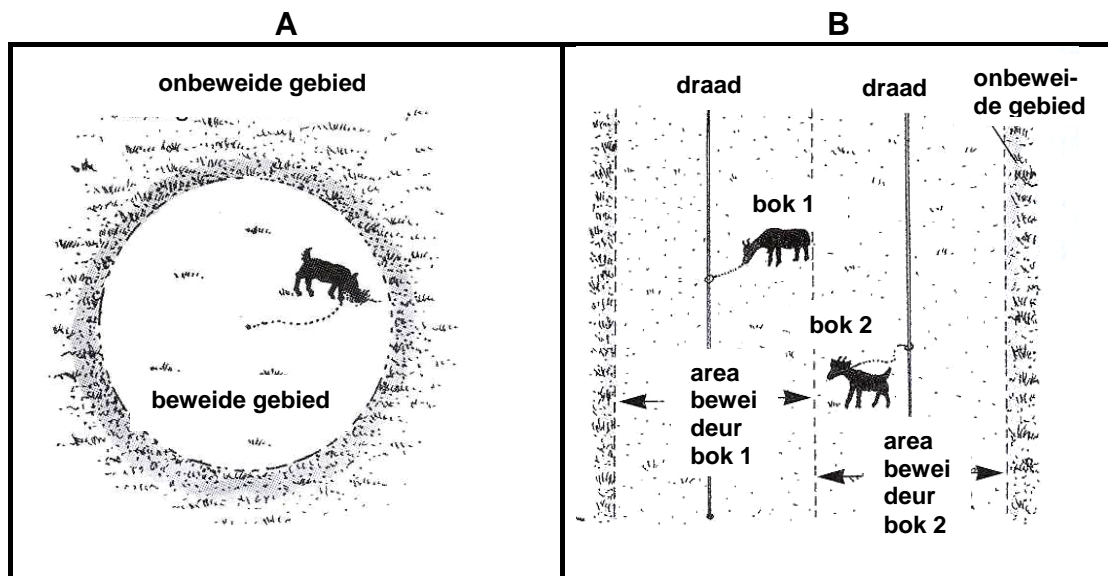 A
B
onbeweide gebied
beweide gebied
draad
draad
onbewei-
de gebied
bok 1
bok 2
area
bewei
deur
bok 1
area
bewei
deur
bok 2